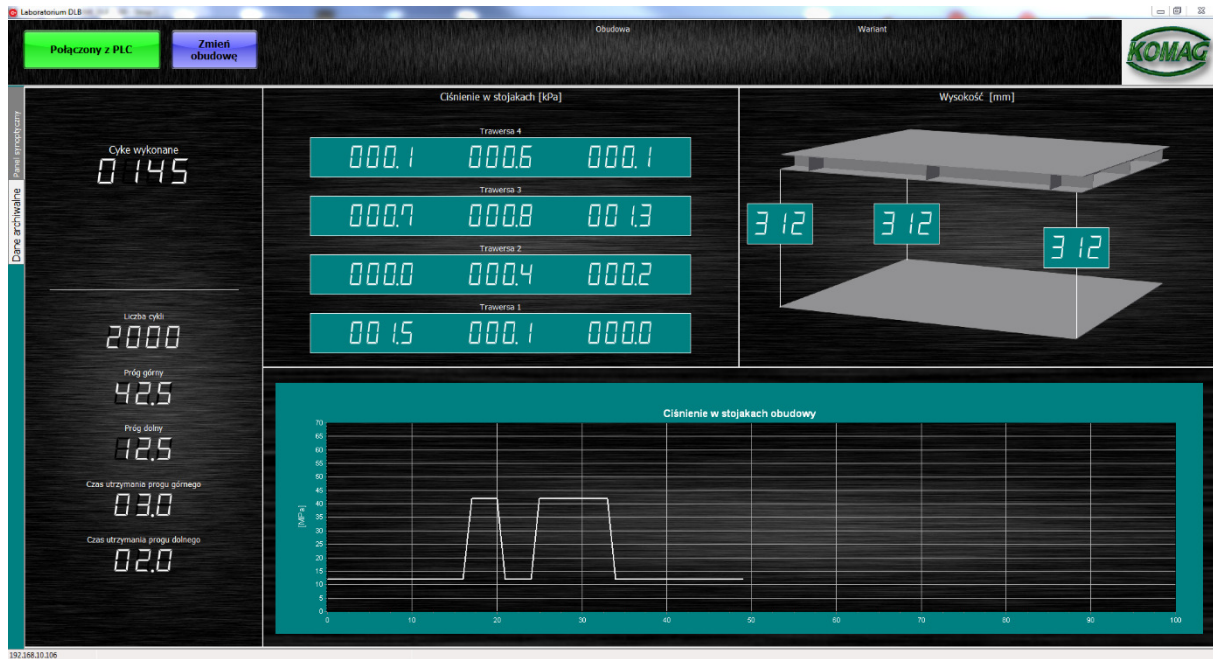 Laboratorium DLB
Połączony z PLC
Zmień
obudowę
Obudowa
Wariant
KOMAG
Panel synoptyczny
Dane archiwalne
Cyke wykonane
0145
Liczba cykli
2000
Próg górny
42.5
Próg dolny
12.5
Czas utrzymania progu górnego
03.0
Czas utrzymania progu dolnego
02.0
Ciśnienie w stojakach [kPa]
Trawersa 4
000.1 000.6 000.1
Trawersa 3
000.7 000.8 001.3
Trawersa 2
000.0 000.4 000.2
Trawersa 1
001.5 000.1 000.0
Wysokość [mm]
312 312 312
Ciśnienie w stojakach obudowy
[MPa]
70
65
60
55
50
45
40
35
30
25
20
15
10
5
0
0 10 20 30 40 50 60 70 80 90 100
192.168.10.106